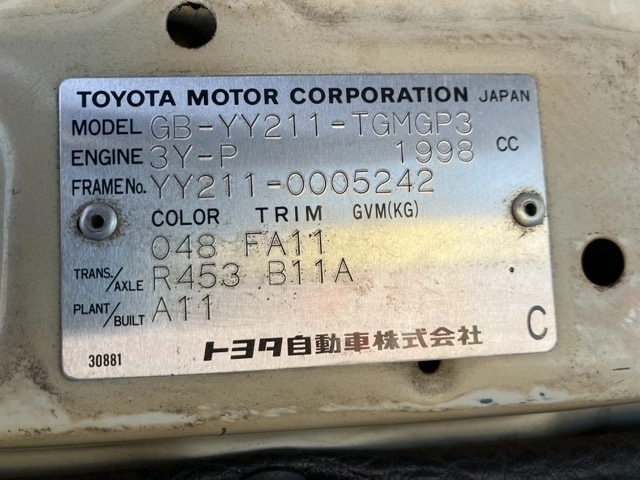 TOYOTA MOTOR CORPORATION JAPAN
MODEL GB-YY211-TGMGP3
ENGINE 3Y-P 1998 CC
FRAME No. YY211-0005242
COLOR TRIM GVM(KG)
048 FA11
TRANS./AXLE R453 B11A
PLANT/BUILT A11
30881 トヨタ自動車株式会社 C